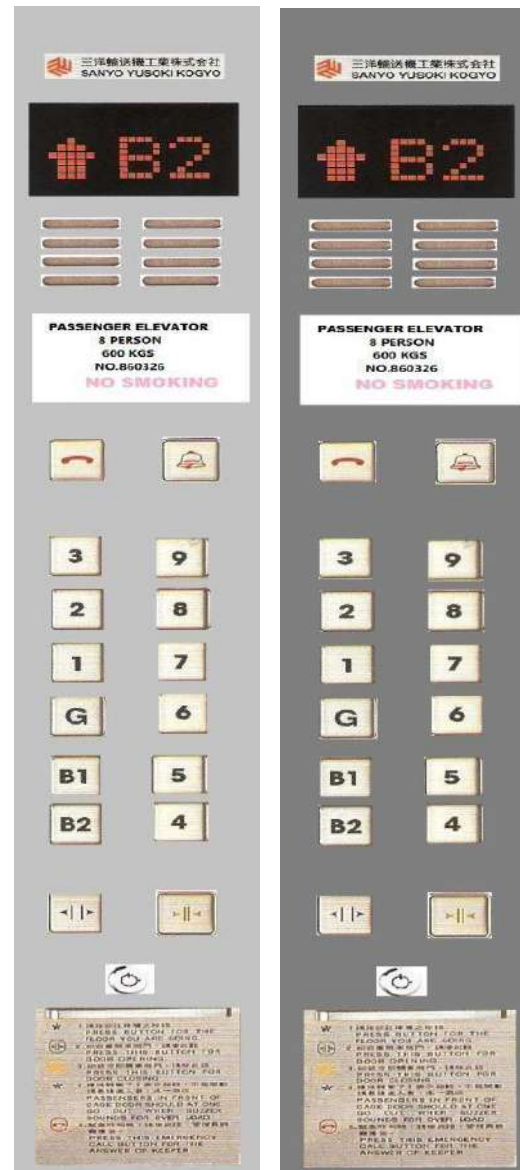 三洋輸送機工業株式会社
SANYO YUSOKI KOGYO
B2
PASSENGER ELEVATOR
8 PERSON
600 KGS
NO.860326
NO SMOKING
3 9
2 8
1 7
G 6
B1 5
B2 4
PRESS BUTTON FOR THE
FLOOR YOU ARE GOING
PRESS THIS BUTTON FOR
DOOR OPENING
PRESS THIS BUTTON FOR
DOOR CLOSING
PASSENGERS IN FRONT OF
CAGE DOOR SHOULD AT ONE
GO OUT WHEN BUZZER
SOUNDS FOR OVER LOAD
PRESS THIS EMERGENCY
CALL BUTTON FOR THE
ANSWER OF KEEPER
三洋輸送機工業株式会社
SANYO YUSOKI KOGYO
B2
PASSENGER ELEVATOR
8 PERSON
600 KGS
NO.860326
NO SMOKING
3 9
2 8
1 7
G 6
B1 5
B2 4
PRESS BUTTON FOR THE
FLOOR YOU ARE GOING
PRESS THIS BUTTON FOR
DOOR OPENING
PRESS THIS BUTTON FOR
DOOR CLOSING
PASSENGERS IN FRONT OF
CAGE DOOR SHOULD AT ONE
GO OUT WHEN BUZZER
SOUNDS FOR OVER LOAD
PRESS THIS EMERGENCY
CALL BUTTON FOR THE
ANSWER OF KEEPER